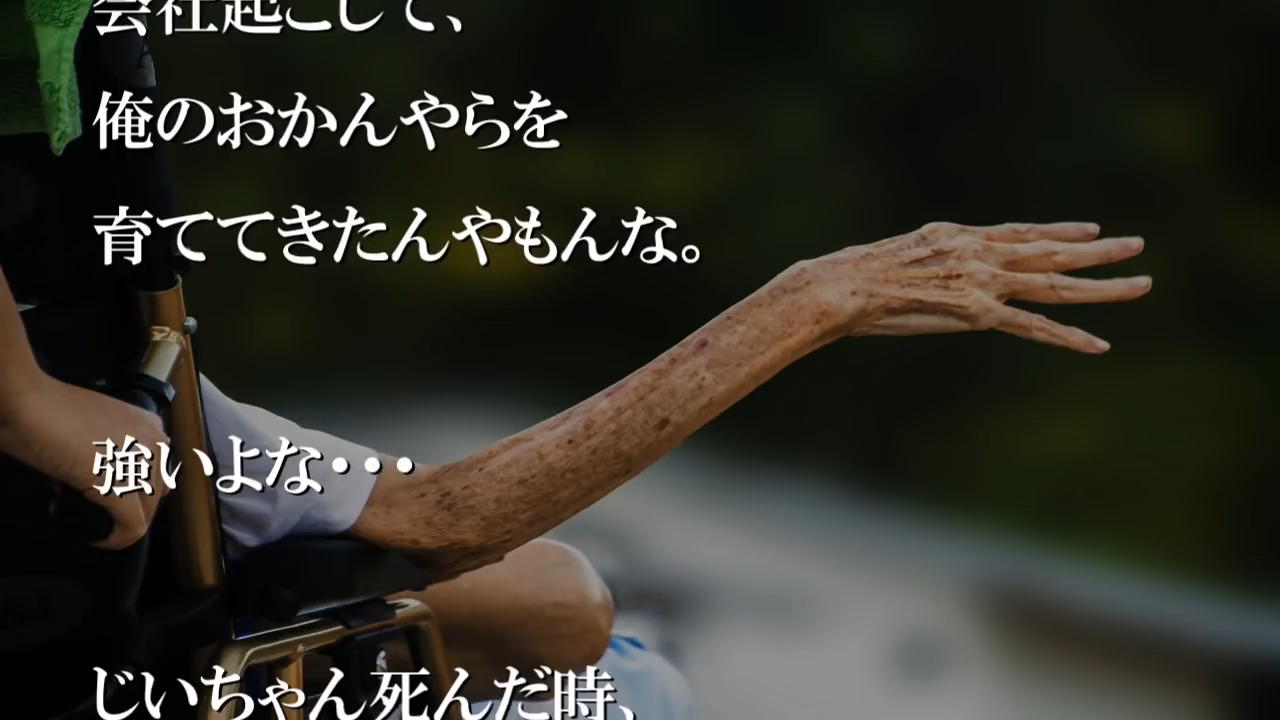 会社起こして、
俺のおかんやらを
育ててきたんやもんな。
強いよな・・・
じいちゃん死んだ時、